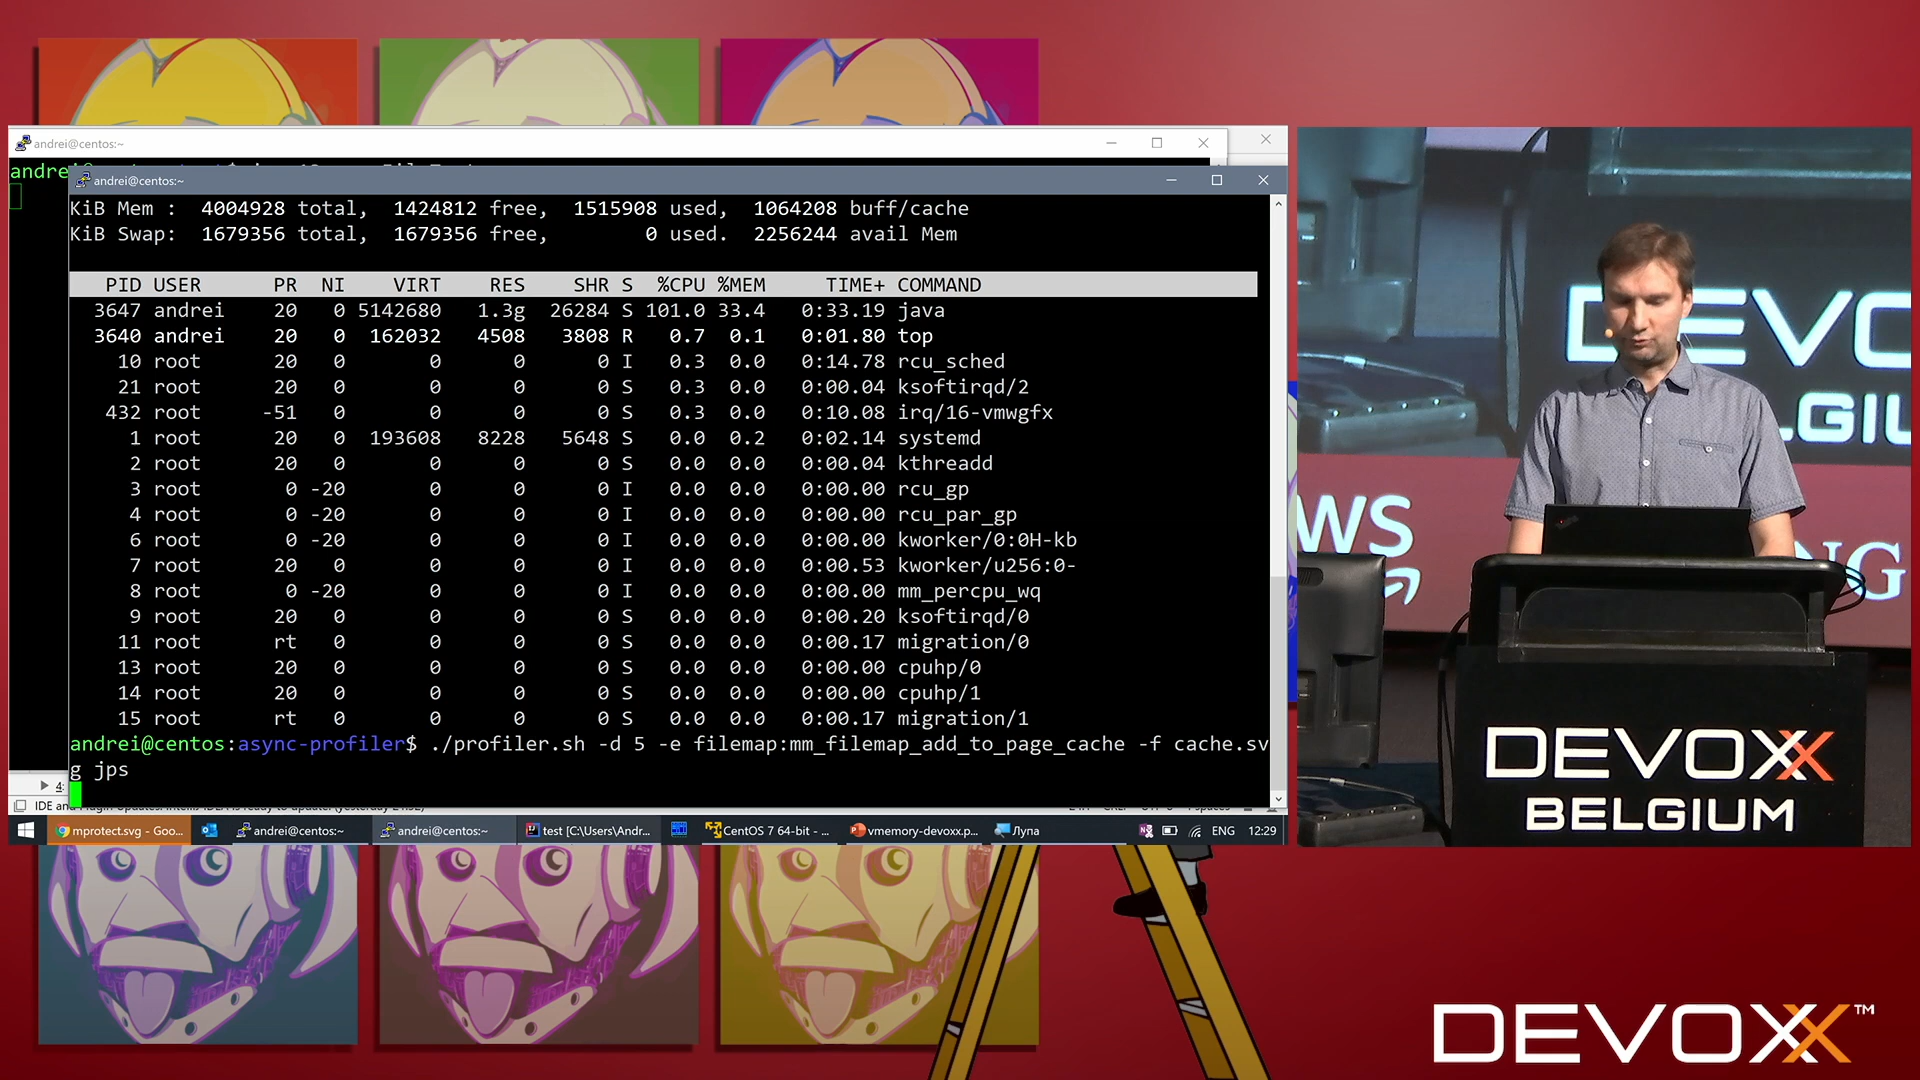 andrei@centos:~
andre
andrei@centos:~
KiB Mem :  4004928 total,  1424812 free,  1515908 used,  1064208 buff/cache
KiB Swap:  1679356 total,  1679356 free,        0 used.  2256244 avail Mem
PID USER PR NI VIRT RES SHR S %CPU %MEM TIME+ COMMAND
3647 andrei 20 0 5142680 1.3g 26284 S 101.0 33.4 0:33.19 java
3640 andrei 20 0 162032 4508 3808 R 0.7 0.1 0:01.80 top
10 root 20 0 0 0 0 I 0.3 0.0 0:14.78 rcu_sched
21 root 20 0 0 0 0 S 0.3 0.0 0:00.04 ksoftirqd/2
432 root -51 0 0 0 0 S 0.3 0.0 0:10.08 irq/16-vmwgfx
1 root 20 0 193608 8228 5648 S 0.0 0.2 0:02.14 systemd
2 root 20 0 0 0 0 S 0.0 0.0 0:00.04 kthreadd
3 root 0 -20 0 0 0 I 0.0 0.0 0:00.00 rcu_gp
4 root 0 -20 0 0 0 I 0.0 0.0 0:00.00 rcu_par_gp
6 root 0 -20 0 0 0 I 0.0 0.0 0:00.00 kworker/0:0H-kb
7 root 20 0 0 0 0 I 0.0 0.0 0:00.53 kworker/u256:0-
8 root 0 -20 0 0 0 I 0.0 0.0 0:00.00 mm_percpu_wq
9 root 20 0 0 0 0 S 0.0 0.0 0:00.20 ksoftirqd/0
11 root rt 0 0 0 0 S 0.0 0.0 0:00.17 migration/0
13 root 20 0 0 0 0 S 0.0 0.0 0:00.00 cpuhp/0
14 root 20 0 0 0 0 S 0.0 0.0 0:00.00 cpuhp/1
15 root rt 0 0 0 0 S 0.0 0.0 0:00.17 migration/1
andrei@centos:async-profiler$ ./profiler.sh -d 5 -e filemap:mm_filemap_add_to_page_cache -f cache.sv
g jps
4:
IDE and
mprotect.svg - Goo...
andrei@centos:~
andrei@centos:~
test [C:\Users\Andr...
CentOS 7 64-bit - ...
vmemory-devoxx.p...
Лупа
ENG
12:29
DEVO
DEVO
LGIU
BELGIU
WS
NG
DEVOXX
BELGIUM
DEVOXX™